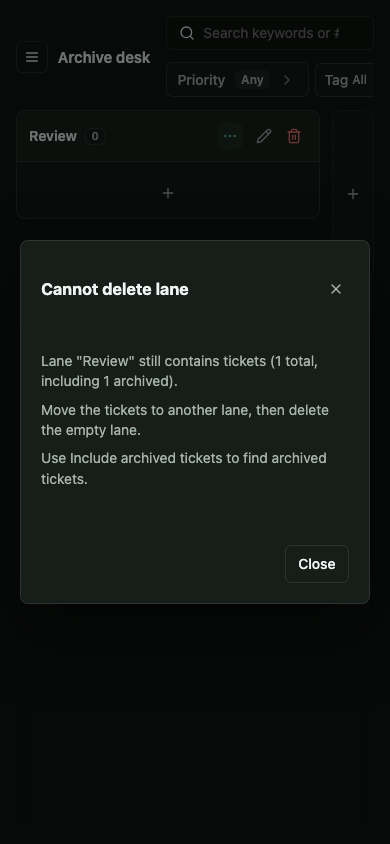 Search keywords or #
Archive desk
Priority Any
Tag All
Review 0
Cannot delete lane
Lane "Review" still contains tickets (1 total,
including 1 archived).
Move the tickets to another lane, then delete
the empty lane.
Use Include archived tickets to find archived
tickets.
Close